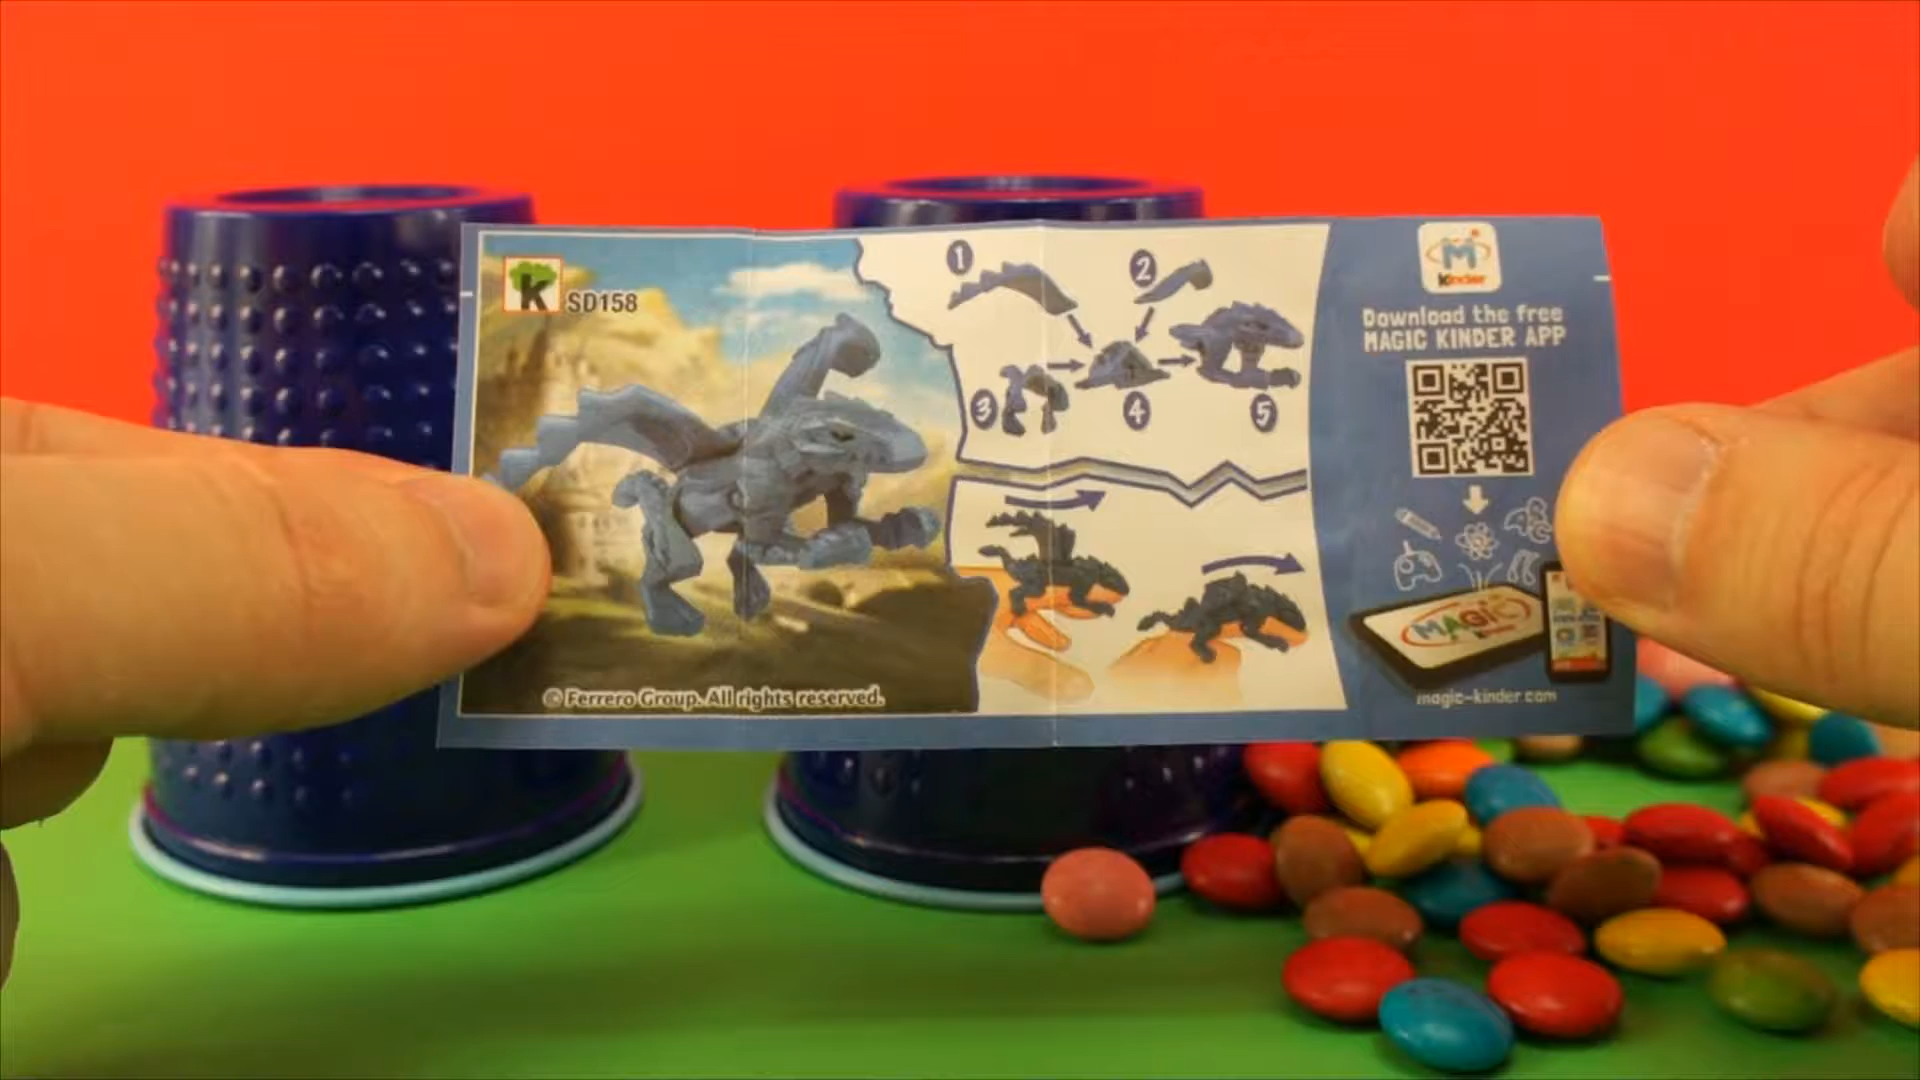 K
SD158
© Ferrero Group. All rights reserved.
1
2
3
4
5
M
Kinder
Download the free
MAGIC KINDER APP
MAGIC
Kinder
magic-kinder.com